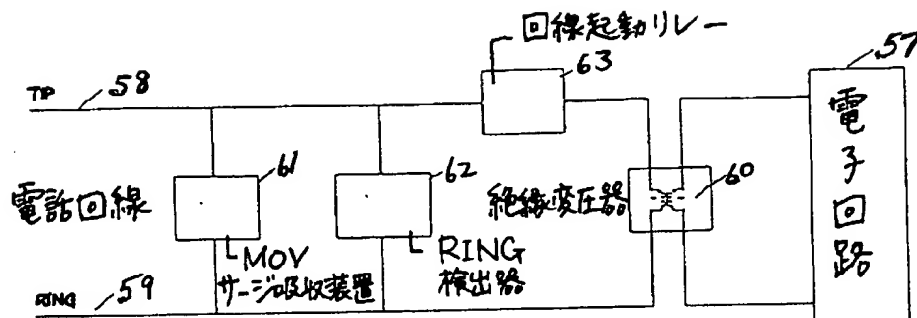 回線起動リレー
63
57
TIP
58
電子回路
61
62
60
電話回線
絶縁変圧器
MOV
サージ吸収装置
RING
検出器
RING
59